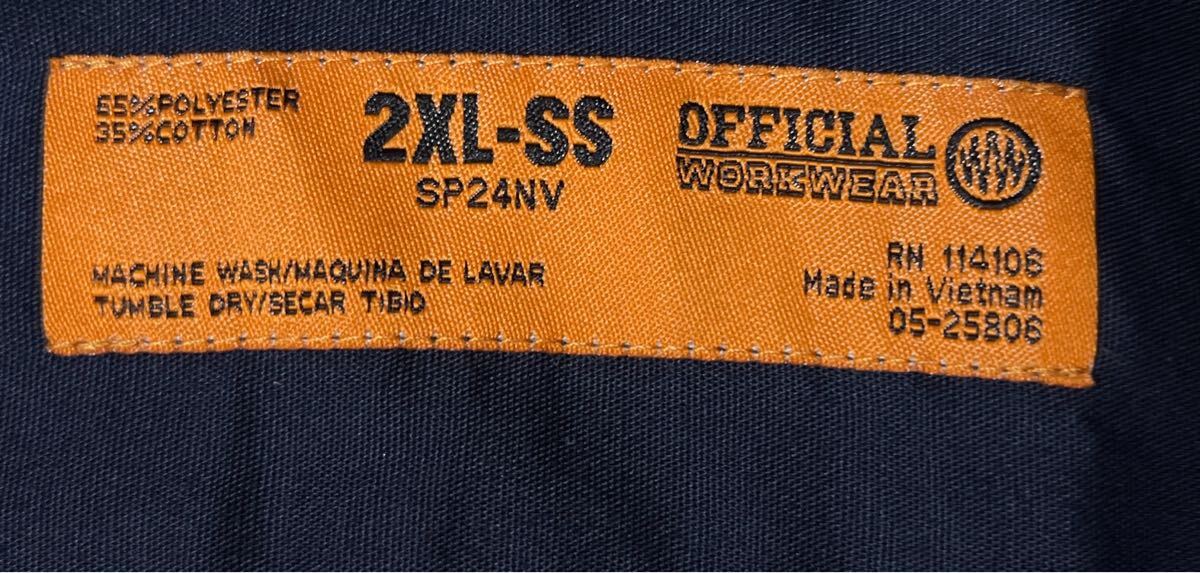 65%POLYESTER
35%COTTON
2XL-SS
SP24NV
OFFICIAL
WORKWEAR
MACHINE WASH/MAQUINA DE LAVAR
TUMBLE DRY/SECAR TIBIO
RN 114106
Made in Vietnam
05-25806